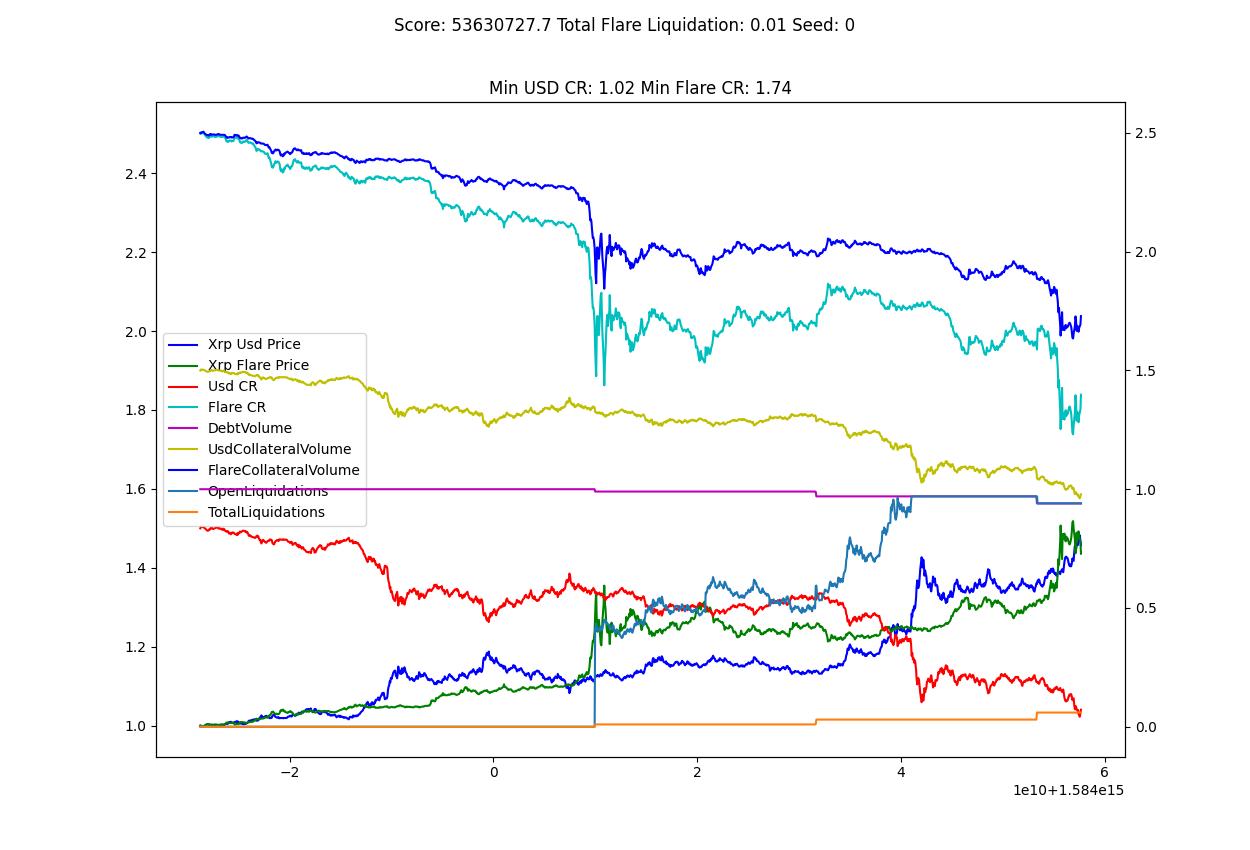 Score: 53630727.7 Total Flare Liquidation: 0.01 Seed: 0
Min USD CR: 1.02 Min Flare CR: 1.74
2.4
2.2
2.0
1.8
1.6
1.4
1.2
1.0
Xrp Usd Price
Xrp Flare Price
Usd CR
Flare CR
DebtVolume
UsdCollateralVolume
FlareCollateralVolume
OpenLiquidations
TotalLiquidations
2.5
2.0
1.5
1.0
0.5
0.0
−2
0
2
4
6
1e10+1.584e15